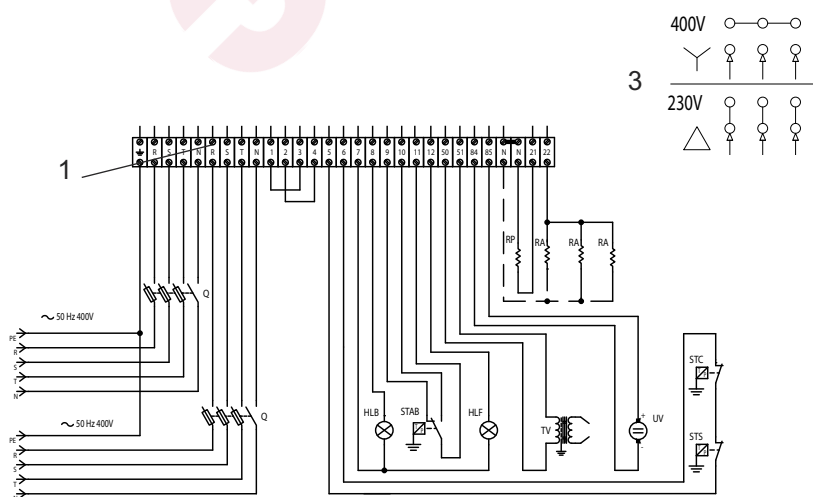 400V
3
230V
1
R S T N R S T N 1 2 3 4 5 6 7 8 9 10 11 12 50 51 84 85 N N 21 22
RP RA RA RA
Q
~ 50 Hz 400V
PE
R
S
T
N
STC
Q
~ 50 Hz 400V
HLB STAB HLF TV + UV
-
STS
PE
R
S
T
N